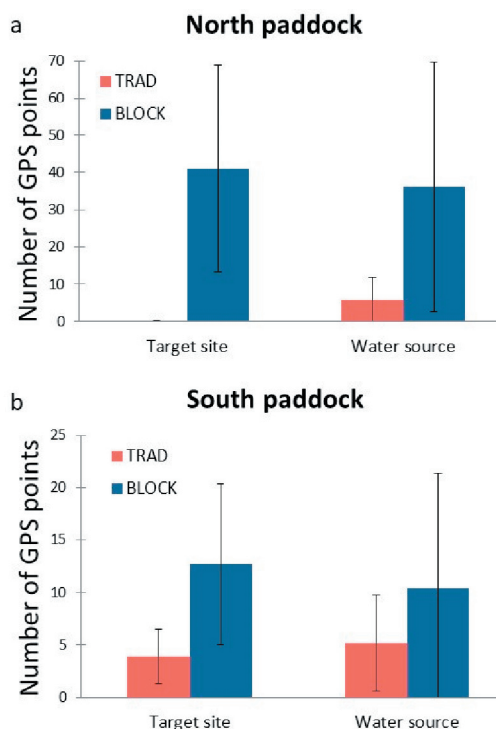 a
North paddock
Number of GPS points
70
60
50
40
30
20
10
0
TRAD
BLOCK
Target site Water source
b
South paddock
Number of GPS points
25
20
15
10
5
0
TRAD
BLOCK
Target site Water source